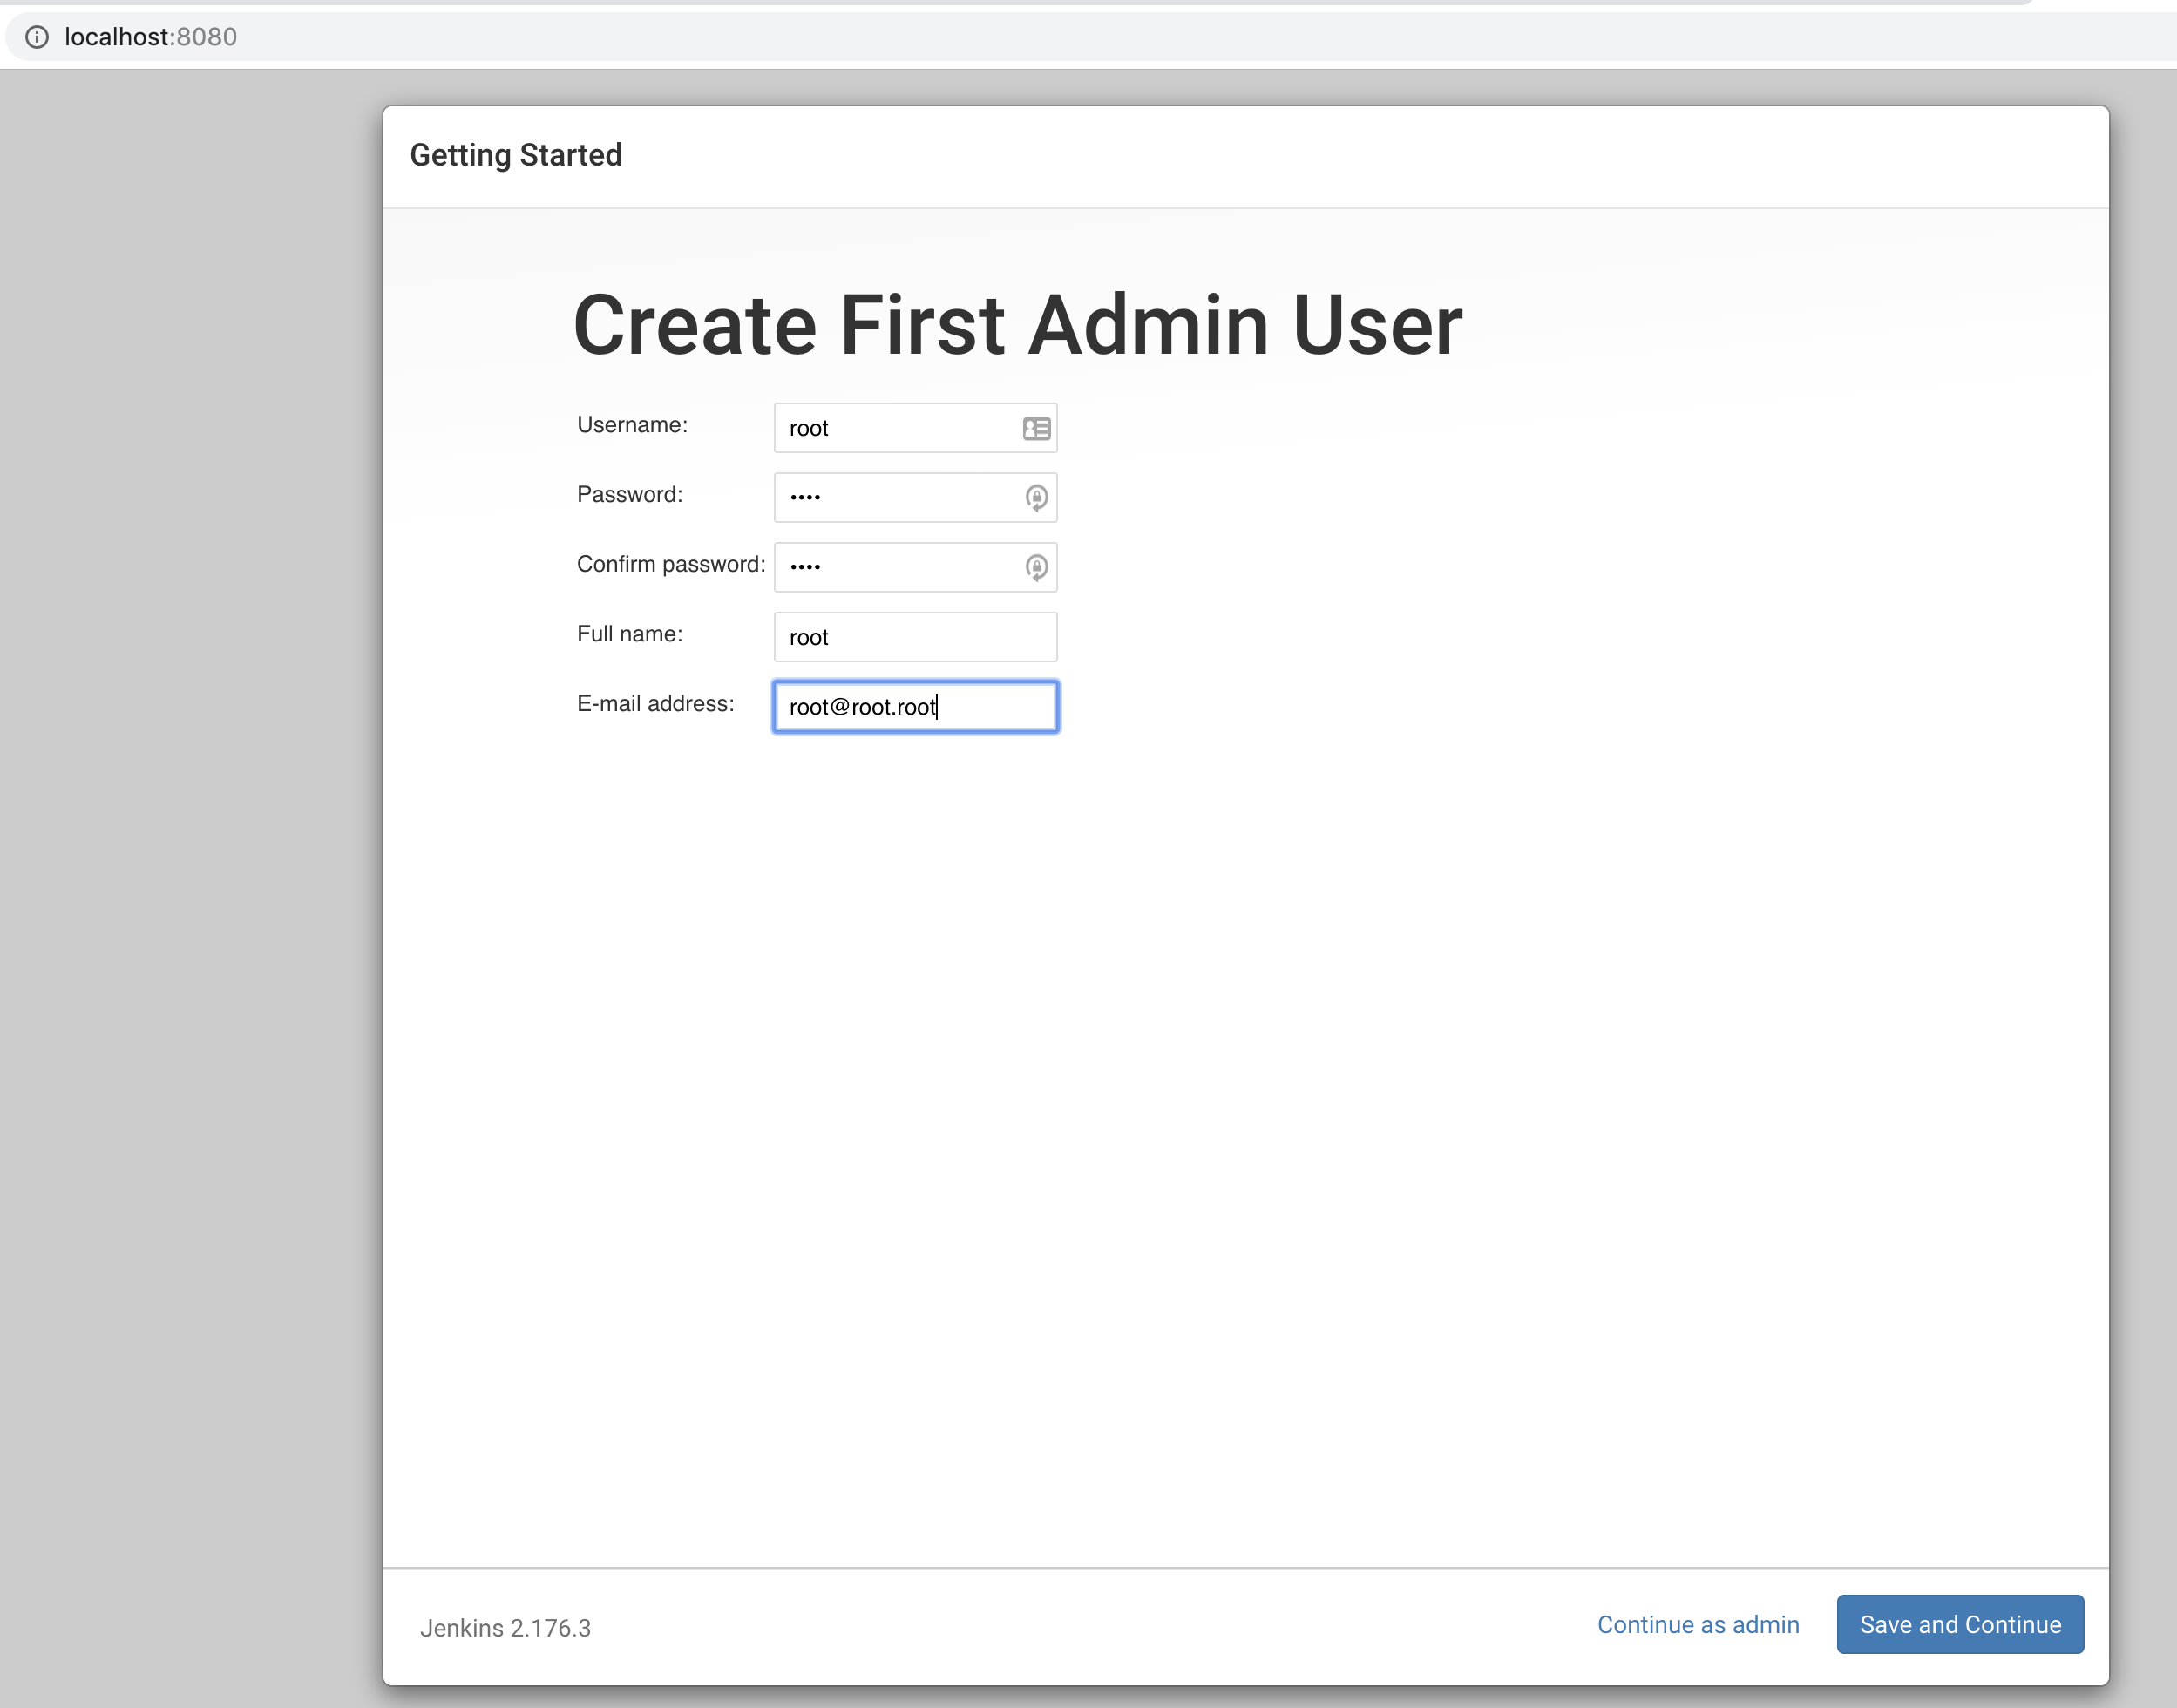 localhost:8080
Getting Started
Create First Admin User
Username: root
Password: ••••
Confirm password: ••••
Full name: root
E-mail address: root@root.root
Jenkins 2.176.3 Continue as admin Save and Continue